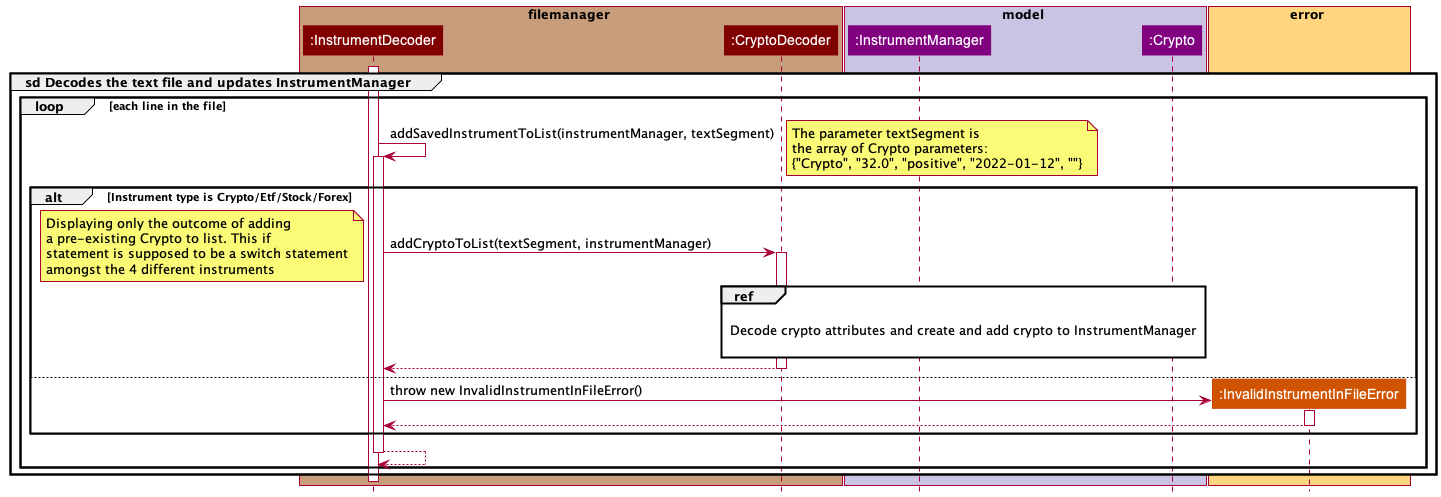 filemanager
model
error
:InstrumentDecoder
:CryptoDecoder
:InstrumentManager
:Crypto
sd Decodes the text file and updates InstrumentManager
loop
[each line in the file]
addSavedInstrumentToList(instrumentManager, textSegment)
The parameter textSegment is
the array of Crypto parameters:
{"Crypto", "32.0", "positive", "2022-01-12", ""}
alt
[Instrument type is Crypto/Etf/Stock/Forex]
Displaying only the outcome of adding
a pre-existing Crypto to list. This if
statement is supposed to be a switch statement
amongst the 4 different instruments
addCryptoToList(textSegment, instrumentManager)
ref
Decode crypto attributes and create and add crypto to InstrumentManager
throw new InvalidInstrumentInFileError()
:InvalidInstrumentInFileError